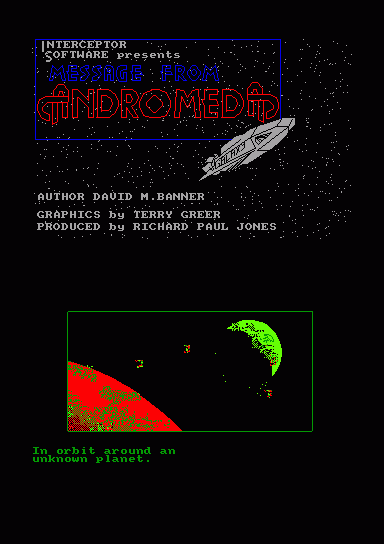 INTERCEPTOR
SOFTWARE presents
MESSAGE FROM
ANDROMEDA
AUTHOR DAVID M.BANNER
GRAPHICS by TERRY GREER
PRODUCED by RICHARD PAUL JONES
In orbit around an
unknown planet.